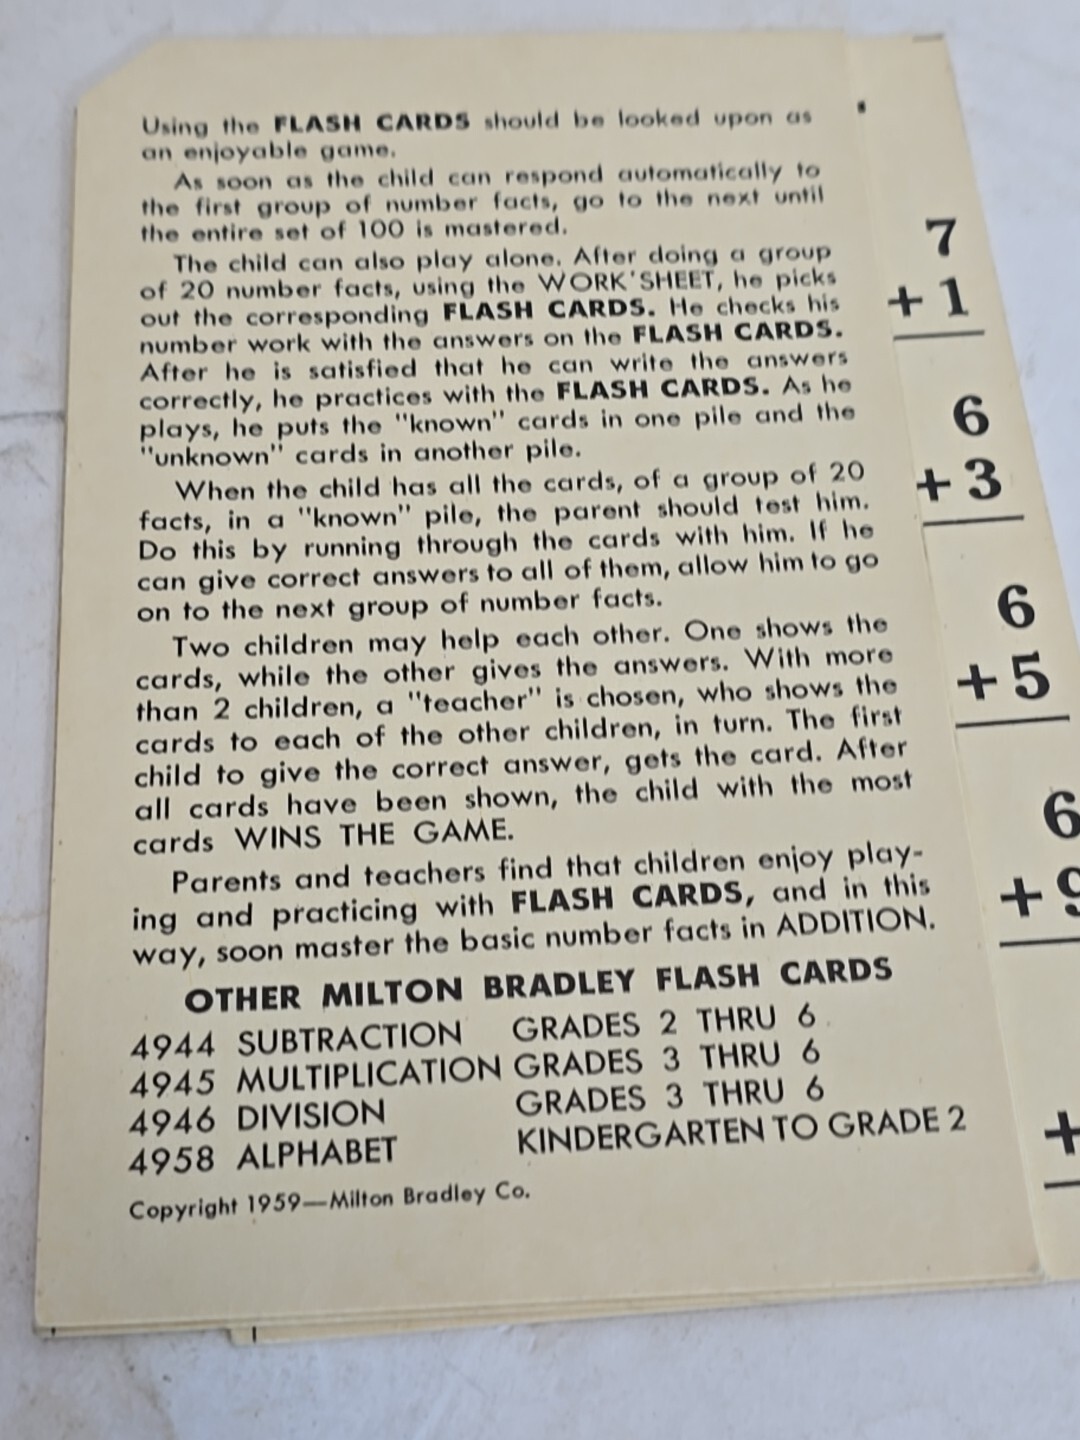 Using the FLASH CARDS should be looked upon as
an enjoyable game.
As soon as the child can respond automatically to
the first group of number facts, go to the next until
the entire set of 100 is mastered.
The child can also play alone. After doing a group
of 20 number facts, using the WORK'SHEET, he picks
out the corresponding FLASH CARDS. He checks his
number work with the answers on the FLASH CARDS.
After he is satisfied that he can write the answers
correctly, he practices with the FLASH CARDS. As he
plays, he puts the "known" cards in one pile and the
"unknown" cards in another pile.
When the child has all the cards, of a group of 20
facts, in a "known" pile, the parent should test him.
Do this by running through the cards with him. If he
can give correct answers to all of them, allow him to go
on to the next group of number facts.
Two children may help each other. One shows the
cards, while the other gives the answers. With more
than 2 children, a "teacher" is chosen, who shows the
cards to each of the other children, in turn. The first
child to give the correct answer, gets the card. After
all cards have been shown, the child with the most
cards WINS THE GAME.
Parents and teachers find that children enjoy play-
ing and practicing with FLASH CARDS, and in this
way, soon master the basic number facts in ADDITION.
OTHER MILTON BRADLEY FLASH CARDS
4944 SUBTRACTION GRADES 2 THRU 6
4945 MULTIPLICATION GRADES 3 THRU 6
4946 DIVISION GRADES 3 THRU 6
4958 ALPHABET KINDERGARTEN TO GRADE 2
Copyright 1959—Milton Bradley Co.
7
+1
6
+3
6
+5
6
+9
+